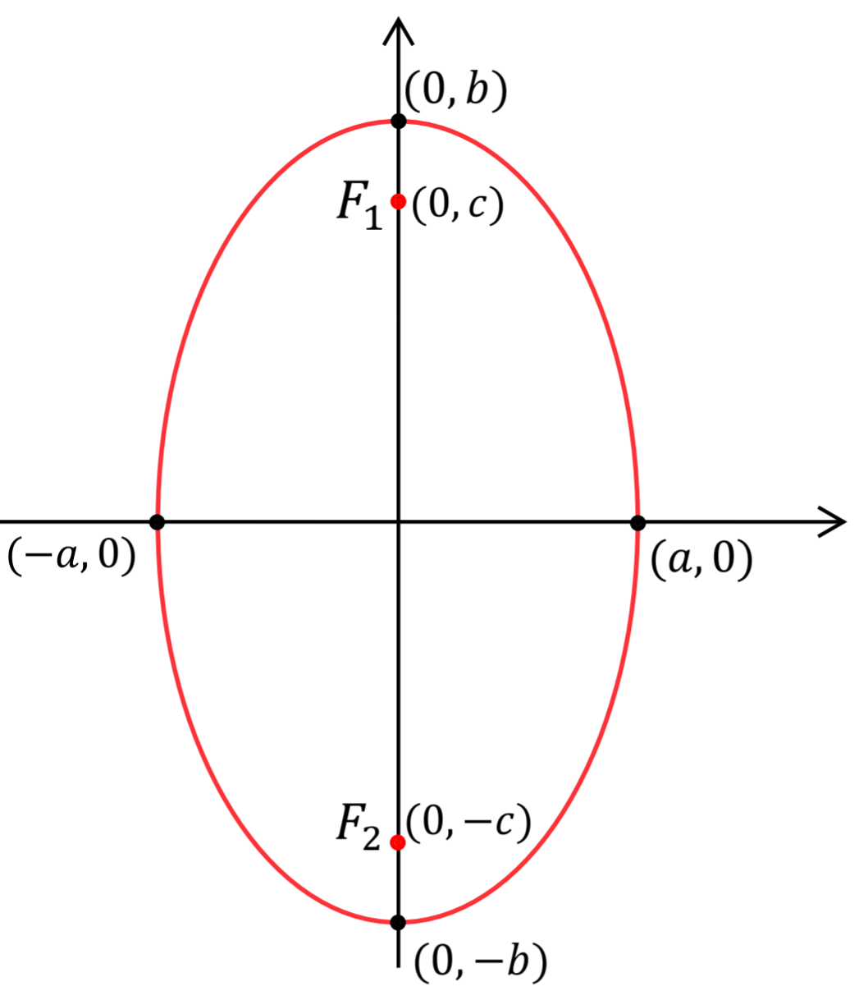 (0, b)
F₁ (0, c)
(−a, 0)
(a, 0)
F₂ (0, −c)
(0, −b)